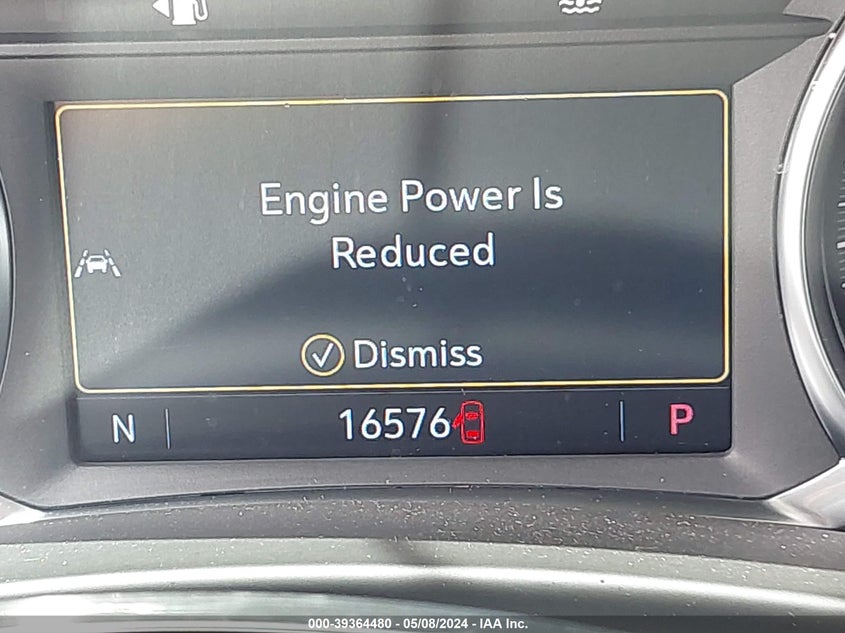 Engine Power Is
Reduced
Dismiss
N 16576 P
000-39364480 - 05/08/2024 - IAA Inc.